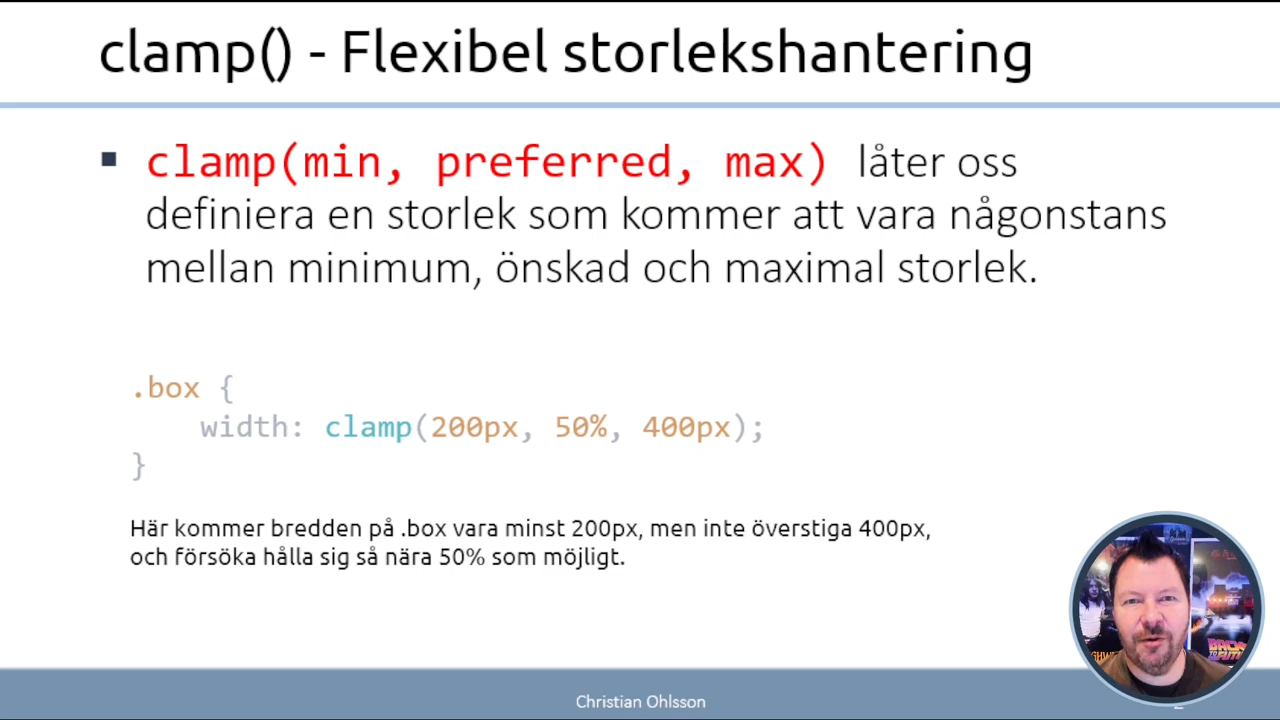 clamp() - Flexibel storlekshantering
clamp(min, preferred, max) låter oss
definiera en storlek som kommer att vara någonstans
mellan minimum, önskad och maximal storlek.
.box {
width: clamp(200px, 50%, 400px);
}
Här kommer bredden på .box vara minst 200px, men inte överstiga 400px,
och försöka hålla sig så nära 50% som möjligt.
BACK
Christian Ohlsson